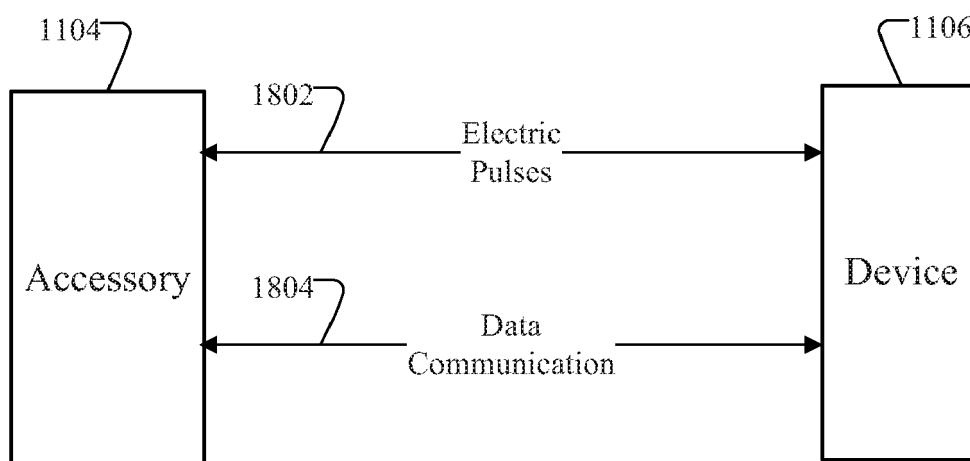 1104
1106
1802
Electric
Pulses
Accessory
Device
1804
Data
Communication